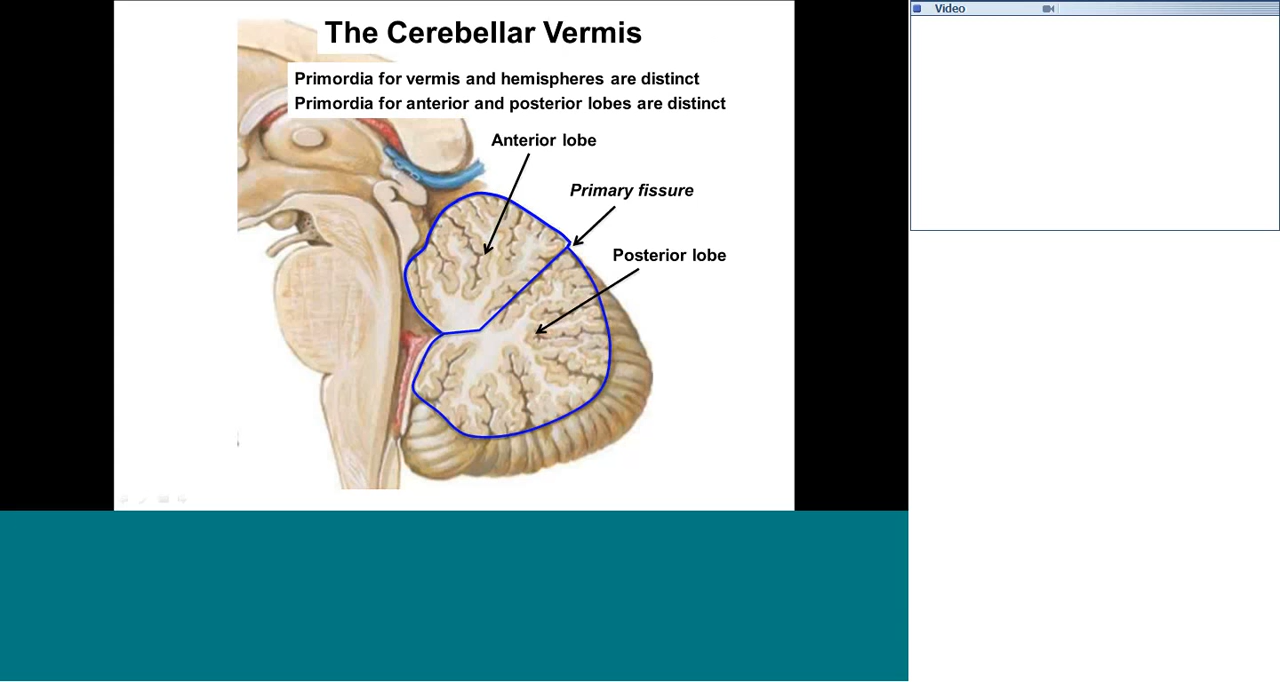 The Cerebellar Vermis
Primordia for vermis and hemispheres are distinct
Primordia for anterior and posterior lobes are distinct
Anterior lobe
Primary fissure
Posterior lobe
Video